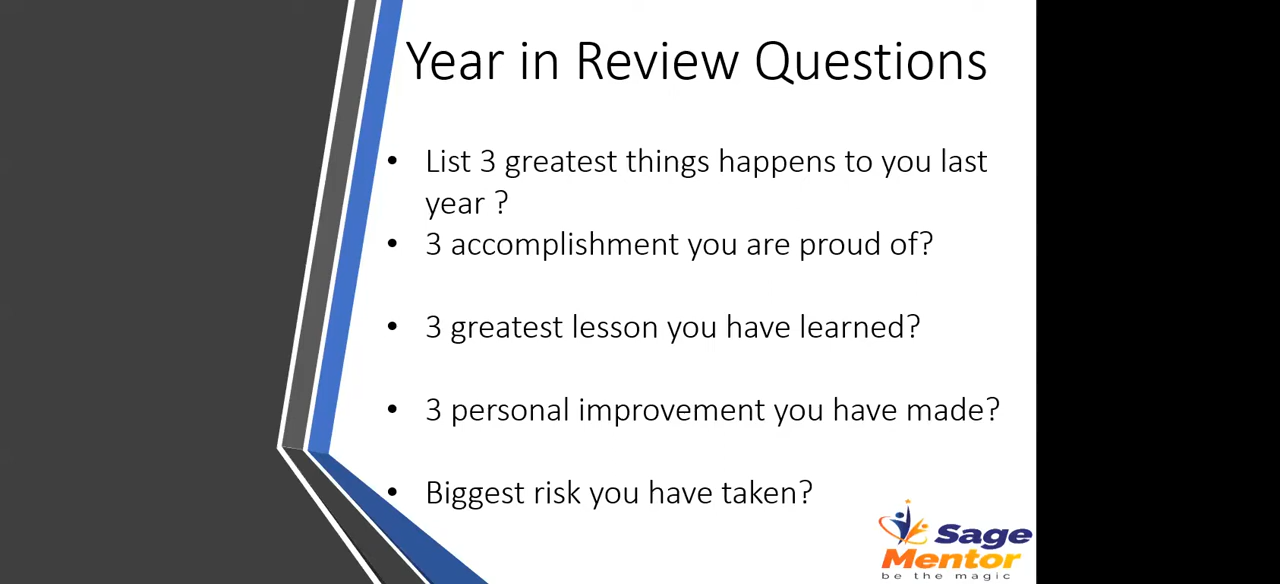 Year in Review Questions
• List 3 greatest things happens to you last
year ?
• 3 accomplishment you are proud of?
• 3 greatest lesson you have learned?
• 3 personal improvement you have made?
• Biggest risk you have taken?
Sage
Mentor
be the magic